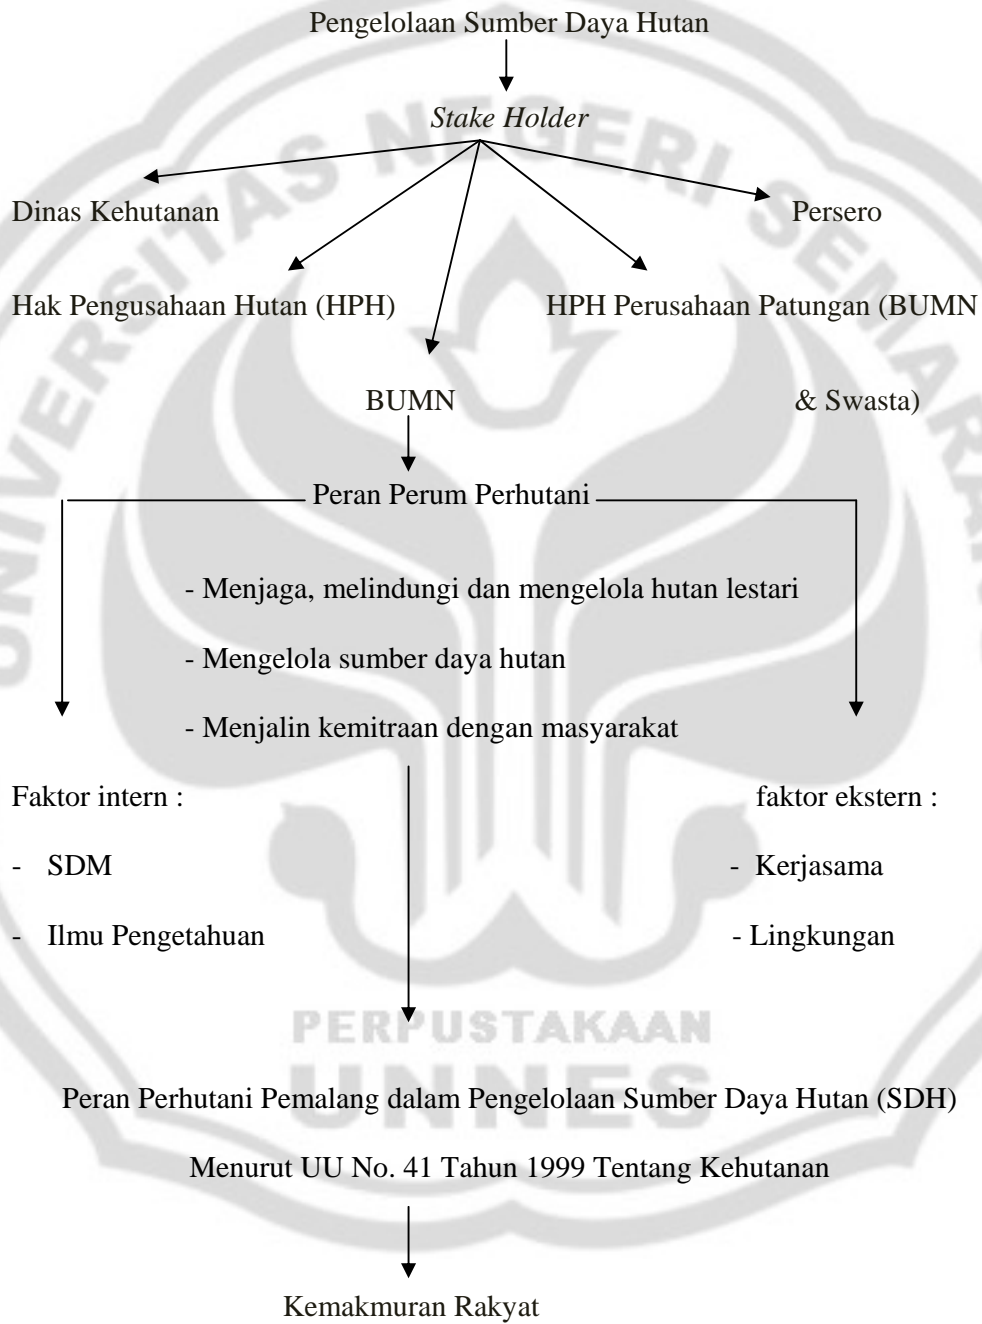 Pengelolaan Sumber Daya Hutan
Stake Holder
Dinas Kehutanan
Persero
Hak Pengusahaan Hutan (HPH)
HPH Perusahaan Patungan (BUMN
BUMN
& Swasta)
Peran Perum Perhutani
- Menjaga, melindungi dan mengelola hutan lestari
- Mengelola sumber daya hutan
- Menjalin kemitraan dengan masyarakat
Faktor intern :
faktor ekstern :
- SDM
- Kerjasama
- Ilmu Pengetahuan
- Lingkungan
Peran Perhutani Pemalang dalam Pengelolaan Sumber Daya Hutan (SDH)
Menurut UU No. 41 Tahun 1999 Tentang Kehutanan
Kemakmuran Rakyat
UNIVERSITAS NEGERI SEMARANG
PERPUSTAKAAN
UNNES